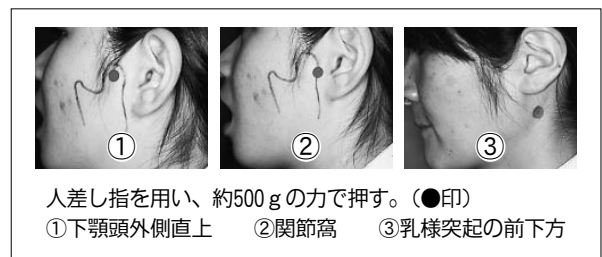 ① ② ③
人差し指を用い、約500gの力で押す。（●印）
①下顎頭外側直上 ②関節窩 ③乳様突起の前下方